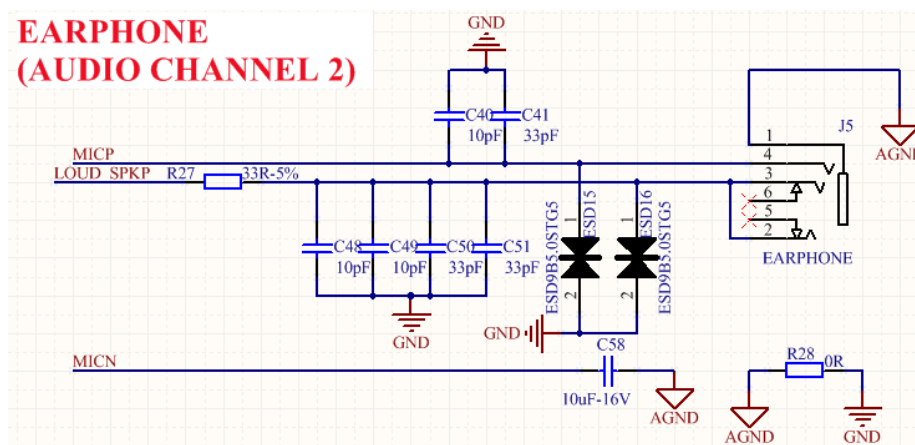 EARPHONE
(AUDIO CHANNEL 2)
GND
C40
10pF
C41
33pF
J5
1
4
3
6
5
2
EARPHONE
AGND
MICP
LOUD_SPKP
R27
33R-5%
C48
10pF
C49
10pF
C50
33pF
C51
33pF
GND
1
2
ESD9B5.0STG5
ESD15
1
2
ESD9B5.0STG5
ESD16
GND
MICN
C58
10uF-16V
AGND
R28
0R
AGND
GND